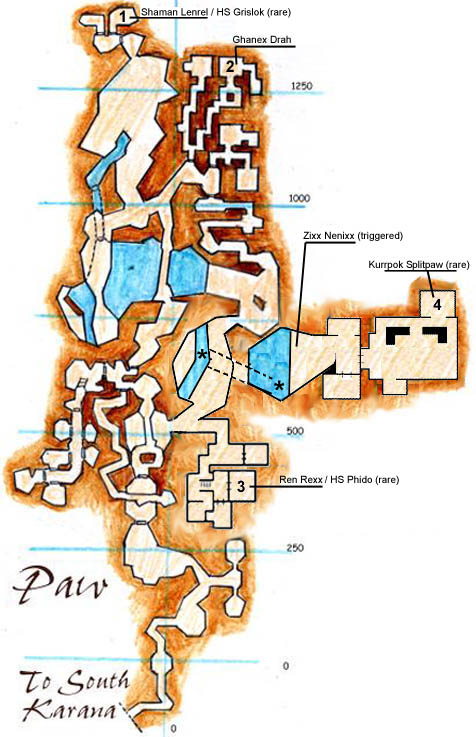 1
Shaman Lenrel / HS Grislok (rare)
Ghanex Drah
2
1250
1000
Zixx Nenixx (triggered)
Kurrpok Splitpaw (rare)
4
*
*
500
3
Ren Rexx / HS Phido (rare)
250
Paw
0
To South
Karana
0